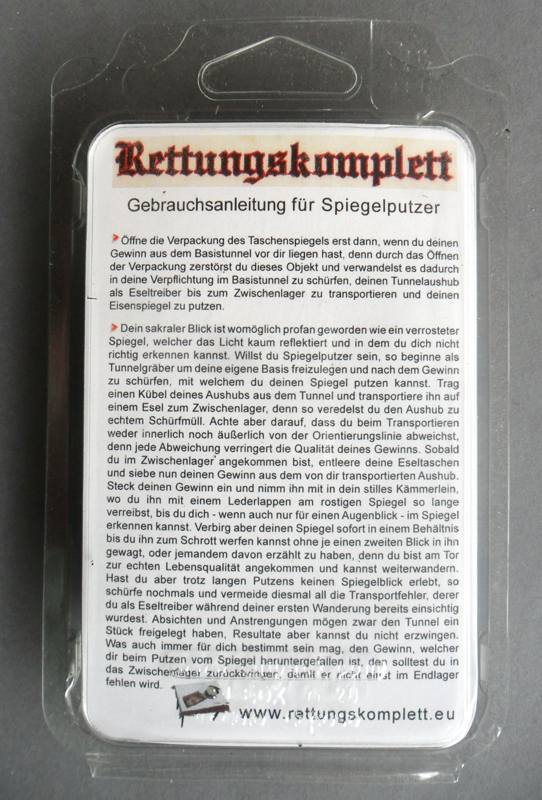 Rettungskomplett
Gebrauchsanleitung für Spiegelputzer
Öffne die Verpackung des Taschenspiegels erst dann, wenn du deinen
Gewinn aus dem Basistunnel vor dir liegen hast, denn durch das Öffnen
der Verpackung zerstörst du dieses Objekt und verwandelst es dadurch
in deine Verpflichtung im Basistunnel zu schürfen, deinen Tunnelaushub
als Eseltreiber bis zum Zwischenlager zu transportieren und deinen
Eisenspiegel zu putzen.
Dein sakraler Blick ist womöglich profan geworden wie ein verrosteter
Spiegel, welcher das Licht kaum reflektiert und in dem du dich nicht
richtig erkennen kannst. Willst du Spiegelputzer sein, so beginne als
Tunnelgräber um deine eigene Basis freizulegen und nach dem Gewinn
zu schürfen, mit welchem du deinen Spiegel putzen kannst. Trag
einen Kübel deines Aushubs aus dem Tunnel und transportiere ihn auf
einem Esel zum Zwischenlager, denn so veredelst du den Aushub zu
echtem Schürfmüll. Achte aber darauf, dass du beim Transportieren
weder innerlich noch äußerlich von der Orientierungslinie abweichst,
denn jede Abweichung verringert die Qualität deines Gewinns. Sobald
du im Zwischenlager angekommen bist, entleere deine Eseltaschen
und siebe nun deinen Gewinn aus dem von dir transportierten Aushub.
Steck deinen Gewinn ein und nimm ihn mit in dein stilles Kämmerlein,
wo du ihn mit einem Lederlappen am rostigen Spiegel so lange
verreibst, bis du dich - wenn auch nur für einen Augenblick - im Spiegel
erkennen kannst. Verbirg aber deinen Spiegel sofort in einem Behältnis
bis du ihn zum Schrott werfen kannst ohne je einen zweiten Blick in ihn
gewagt, oder jemandem davon erzählt zu haben, denn du bist am Tor
zur echten Lebensqualität angekommen und kannst weiterwandern.
Hast du aber trotz langen Putzens keinen Spiegelblick erlebt, so
schürfe nochmals und vermeide diesmal all die Transportfehler, derer
du als Eseltreiber während deiner ersten Wanderung bereits einsichtig
wurdest. Absichten und Anstrengungen mögen zwar den Tunnel ein
Stück freigelegt haben, Resultate aber kannst du nicht erzwingen.
Was auch immer für dich bestimmt sein mag, den Gewinn, welcher
dir beim Putzen vom Spiegel heruntergefallen ist, den solltest du in
das Zwischenlager zurückbringen, damit er nicht einst im Endlager
fehlen wird.
www.rettungskomplett.eu